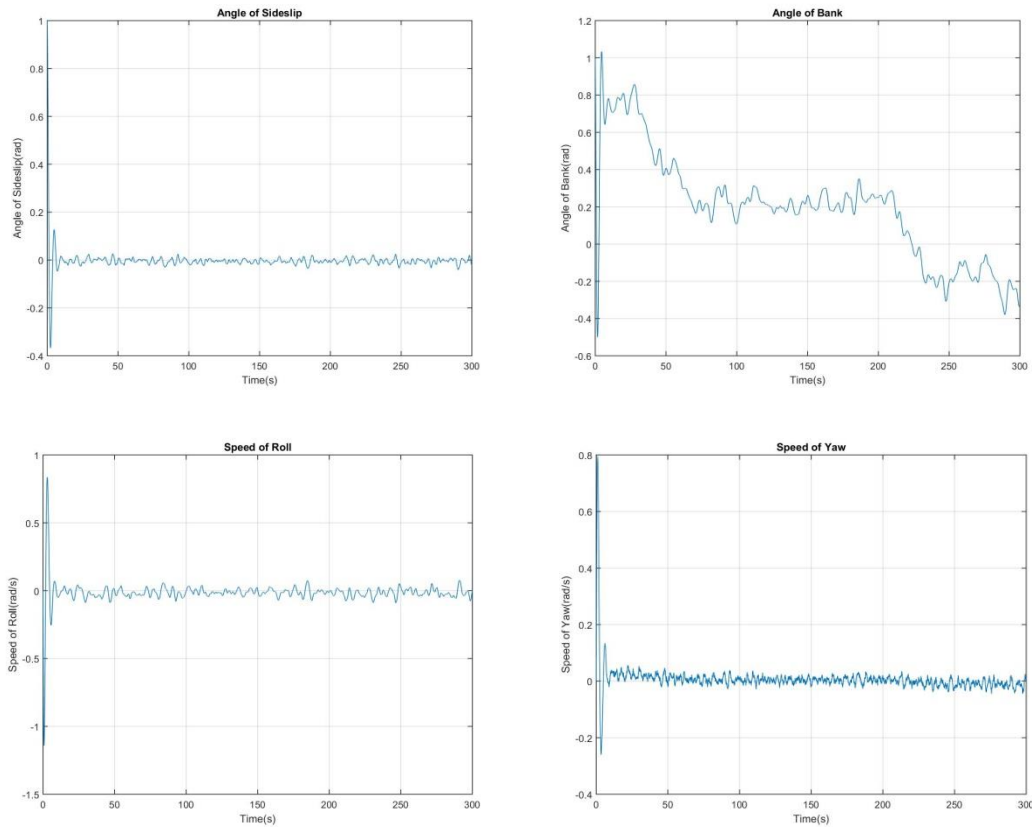 Angle of Sideslip
1
0.8
0.6
0.4
0.2
0
-0.2
-0.4
Angle of Sideslip(rad)
0 50 100 150 200 250 300
Time(s)
Angle of Bank
1.2
1
0.8
0.6
0.4
0.2
0
-0.2
-0.4
-0.6
Angle of Bank(rad)
0 50 100 150 200 250 300
Time(s)
Speed of Roll
1
0.5
0
-0.5
-1
-1.5
Speed of Roll(rad/s)
0 50 100 150 200 250 300
Time(s)
Speed of Yaw
0.8
0.6
0.4
0.2
0
-0.2
-0.4
Speed of Yaw(rad/s)
0 50 100 150 200 250 300
Time(s)